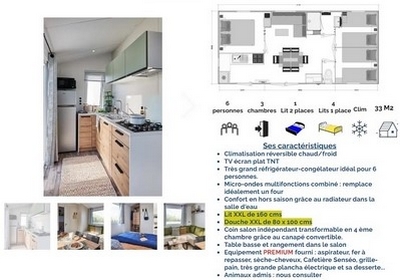 6 personnes
3 chambres
1 Lit 2 places
4 Lits 1 place
Clim
33 M2
Ses caractéristiques
Climatisation réversible chaud/froid
TV écran plat TNT
Très grand réfrigérateur-congélateur idéal pour 6
personnes.
Micro-ondes multifonctions combiné : remplace
idéalement un four
Confort en hors saison grâce au radiateur dans la
salle d'eau
Lit XXL de 160 cms
Douche XXL de 80 x 100 cms
Coin salon indépendant transformable en 4 ème
chambre grâce au canapé convertible.
Table basse et rangement dans le salon
Equipement PREMIUM fourni : aspirateur, fer à
repasser, sèche-cheveux, Cafetière Senséo, grille-
pain, très grande plancha électrique et sa desserte...
Animaux admis : nous consulter